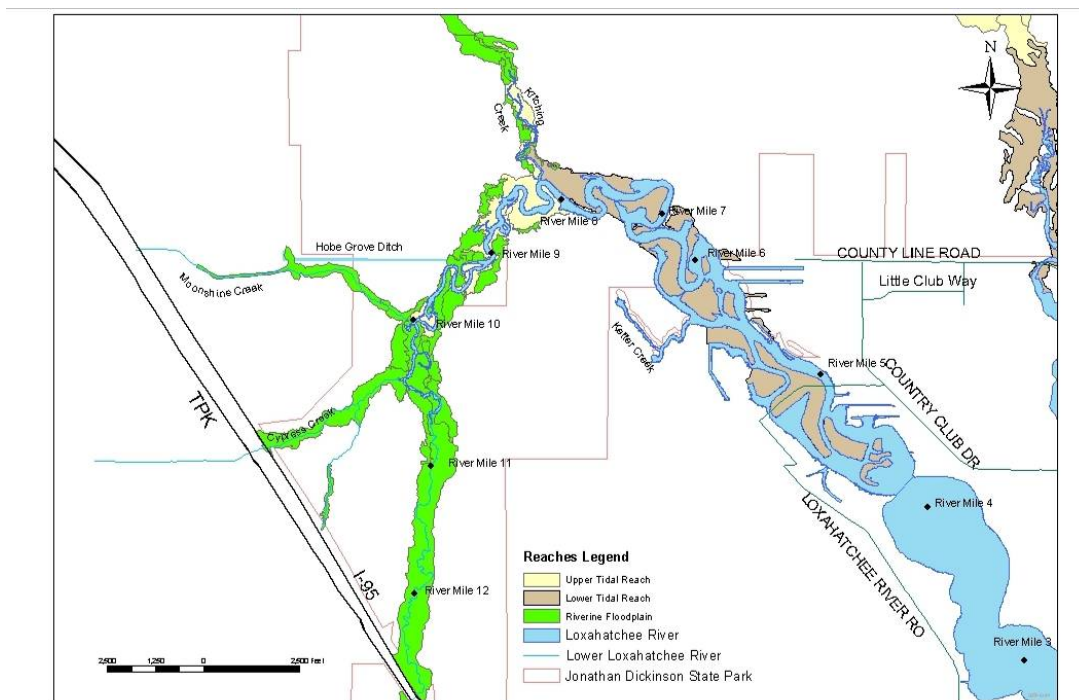 N
Kitching
Creek
River Mile 8
River Mile 7
Hobe Grove Ditch
River Mile 9
River Mile 6
COUNTY LINE ROAD
Little Club Way
Moonshine Creek
River Mile 10
Kitter Creek
River Mile 5
COUNTRY CLUB DR
TPK
Cypress Creek
River Mile 11
River Mile 4
LOXAHATCHEE RIVER RO
I-95
River Mile 12
River Mile 3
Reaches Legend
Upper Tidal Reach
Lower Tidal Reach
Riverine Floodplain
Loxahatchee River
Lower Loxahatchee River
Jonathan Dickinson State Park
2,500 1,250 0 2,500 Feet